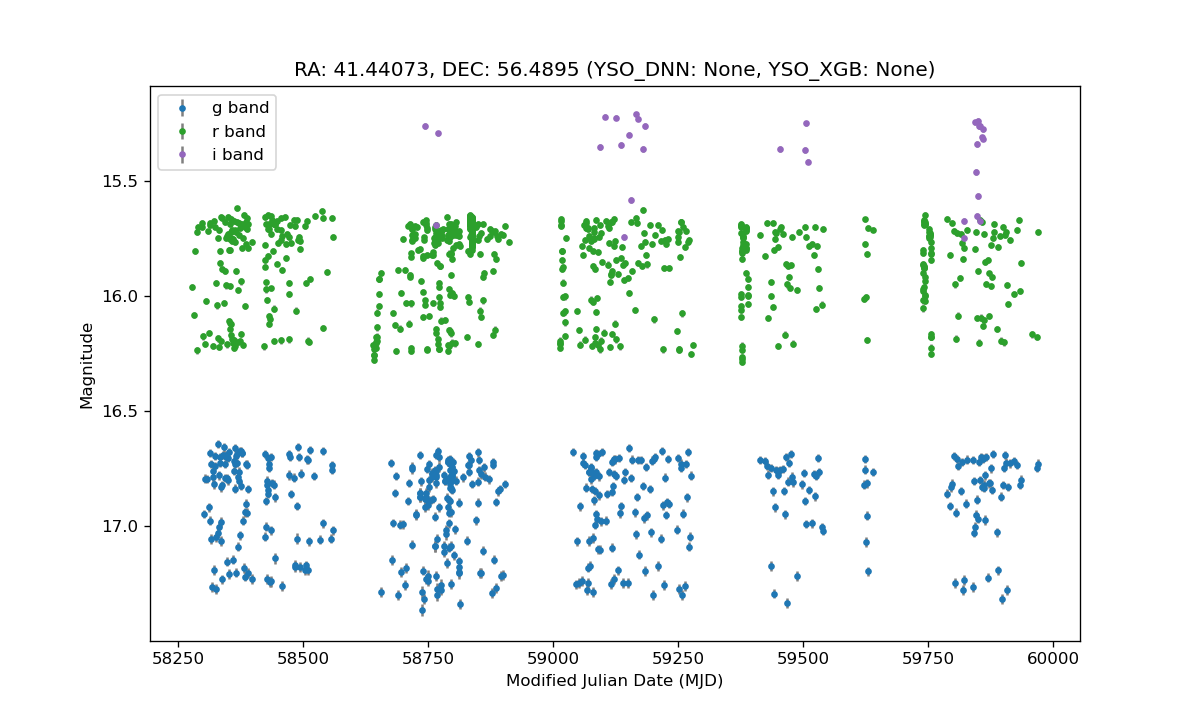 RA: 41.44073, DEC: 56.4895 (YSO_DNN: None, YSO_XGB: None)
g band
r band
i band
15.5
16.0
16.5
17.0
Magnitude
58250 58500 58750 59000 59250 59500 59750 60000
Modified Julian Date (MJD)